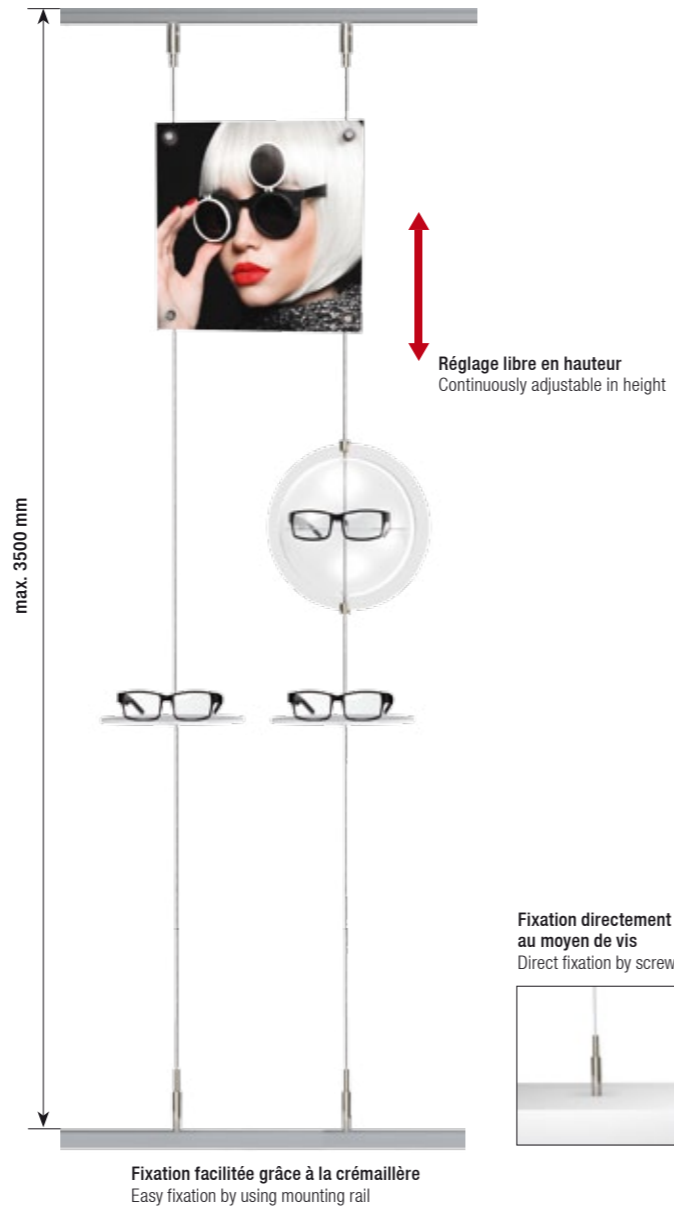 Réglage libre en hauteur
Continuously adjustable in height
max. 3500 mm
Fixation directement
au moyen de vis
Direct fixation by screw
Fixation facilitée grâce à la crémaillère
Easy fixation by using mounting rail